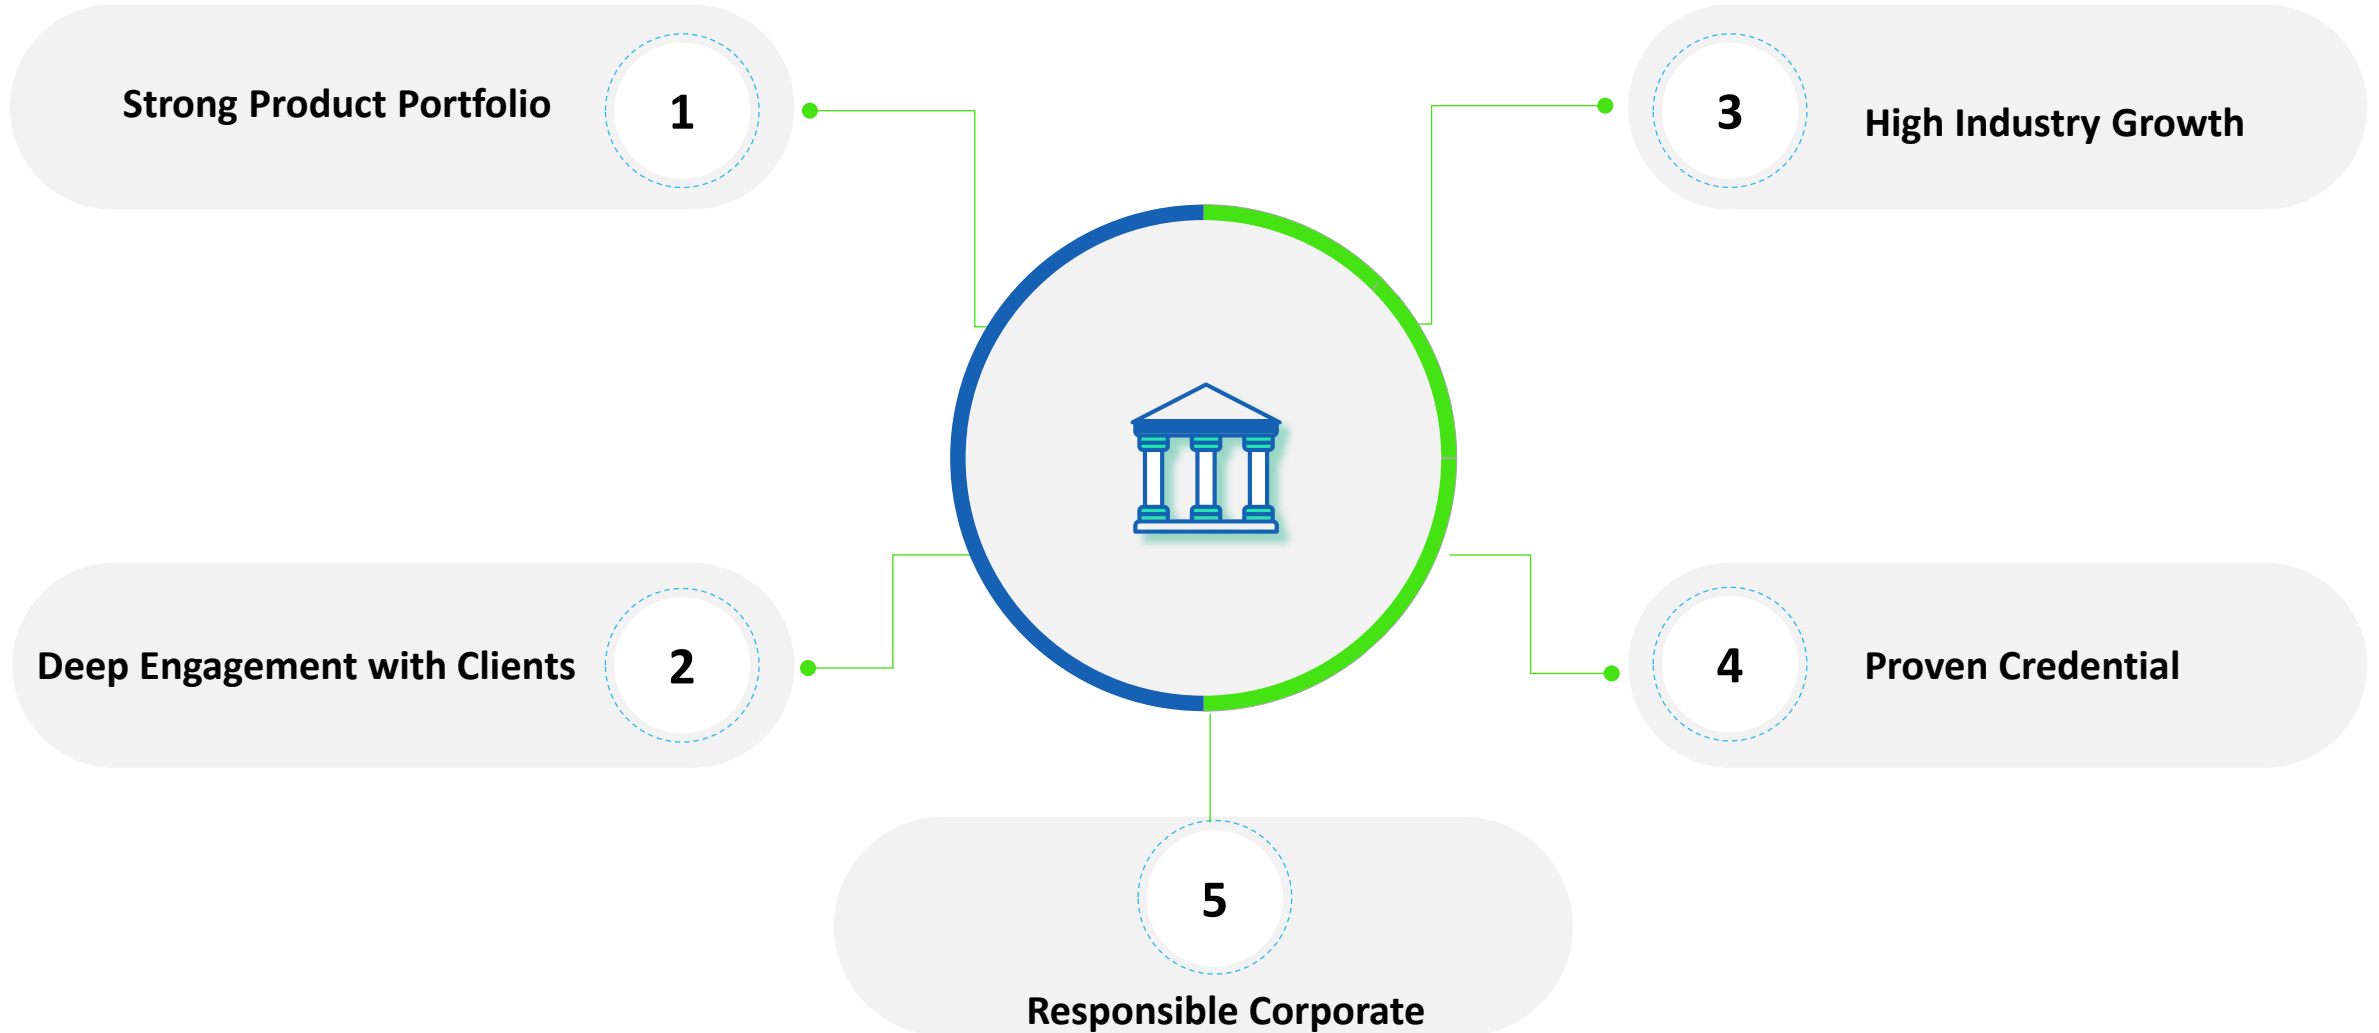 Strong Product Portfolio
1
Deep Engagement with Clients
2
3
High Industry Growth
4
Proven Credential
5
Responsible Corporate